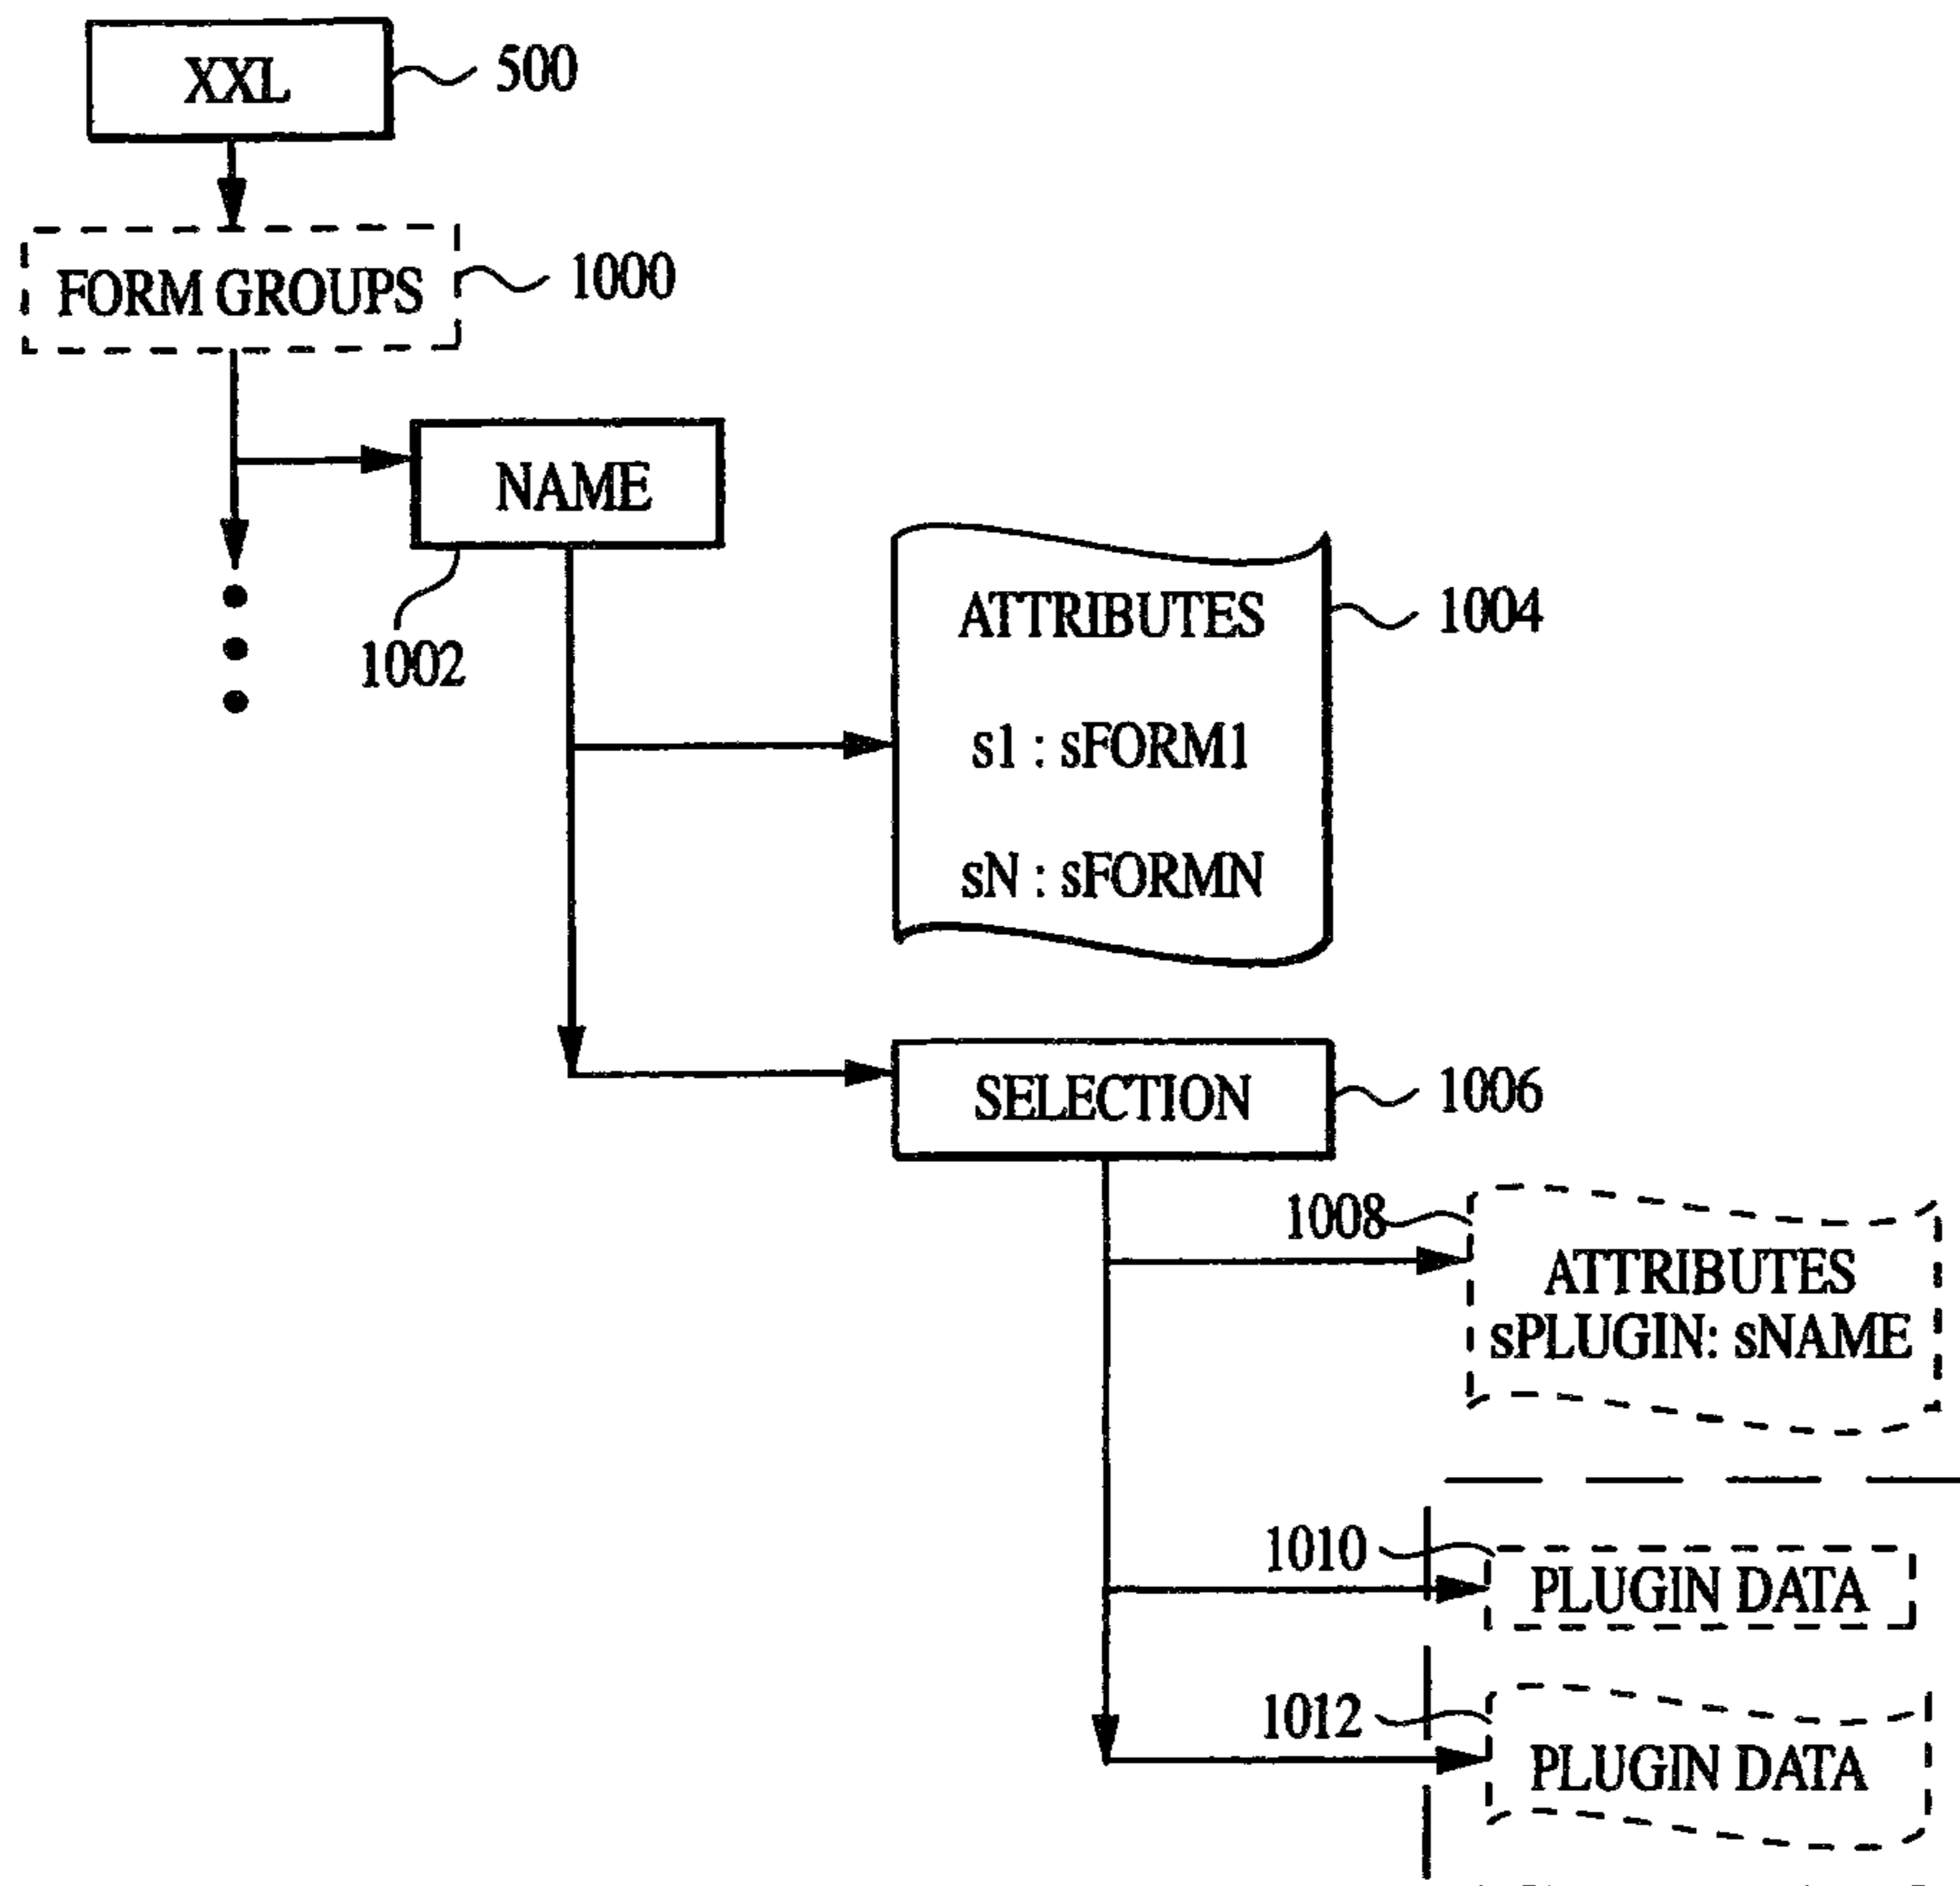 XXL
500
FORM GROUPS
1000
NAME
1002
ATTRIBUTES
s1 : sFORM1
sN : sFORMN
1004
SELECTION
1006
1008
ATTRIBUTES
sPLUGIN: sNAME
1010
PLUGIN DATA
1012
PLUGIN DATA